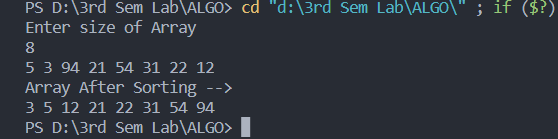 PS D:\3rd Sem Lab\ALGO> cd "d:\3rd Sem Lab\ALGO\" ; if ($?)
Enter size of Array
8
5 3 94 21 54 31 22 12
Array After Sorting -->
3 5 12 21 22 31 54 94
PS D:\3rd Sem Lab\ALGO>